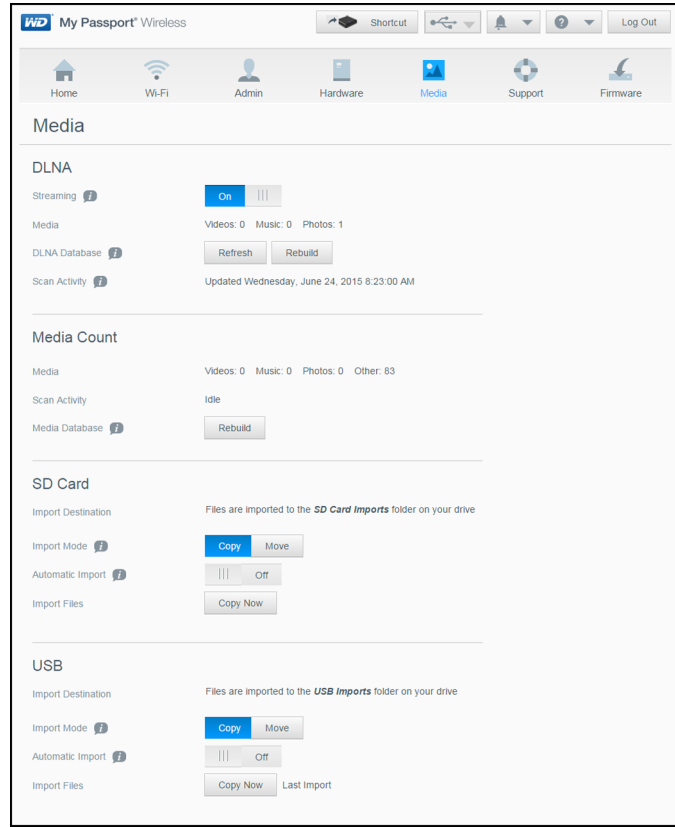 WD My Passport® Wireless Shortcut ? Log Out
Home Wi-Fi Admin Hardware Media Support Firmware
Media
DLNA
Streaming i On
Media Videos: 0 Music: 0 Photos: 1
DLNA Database i Refresh Rebuild
Scan Activity i Updated Wednesday, June 24, 2015 8:23:00 AM
Media Count
Media Videos: 0 Music: 0 Photos: 0 Other: 83
Scan Activity Idle
Media Database i Rebuild
SD Card
Import Destination Files are imported to the SD Card Imports folder on your drive
Import Mode i Copy Move
Automatic Import i Off
Import Files Copy Now
USB
Import Destination Files are imported to the USB Imports folder on your drive
Import Mode i Copy Move
Automatic Import i Off
Import Files Copy Now Last Import